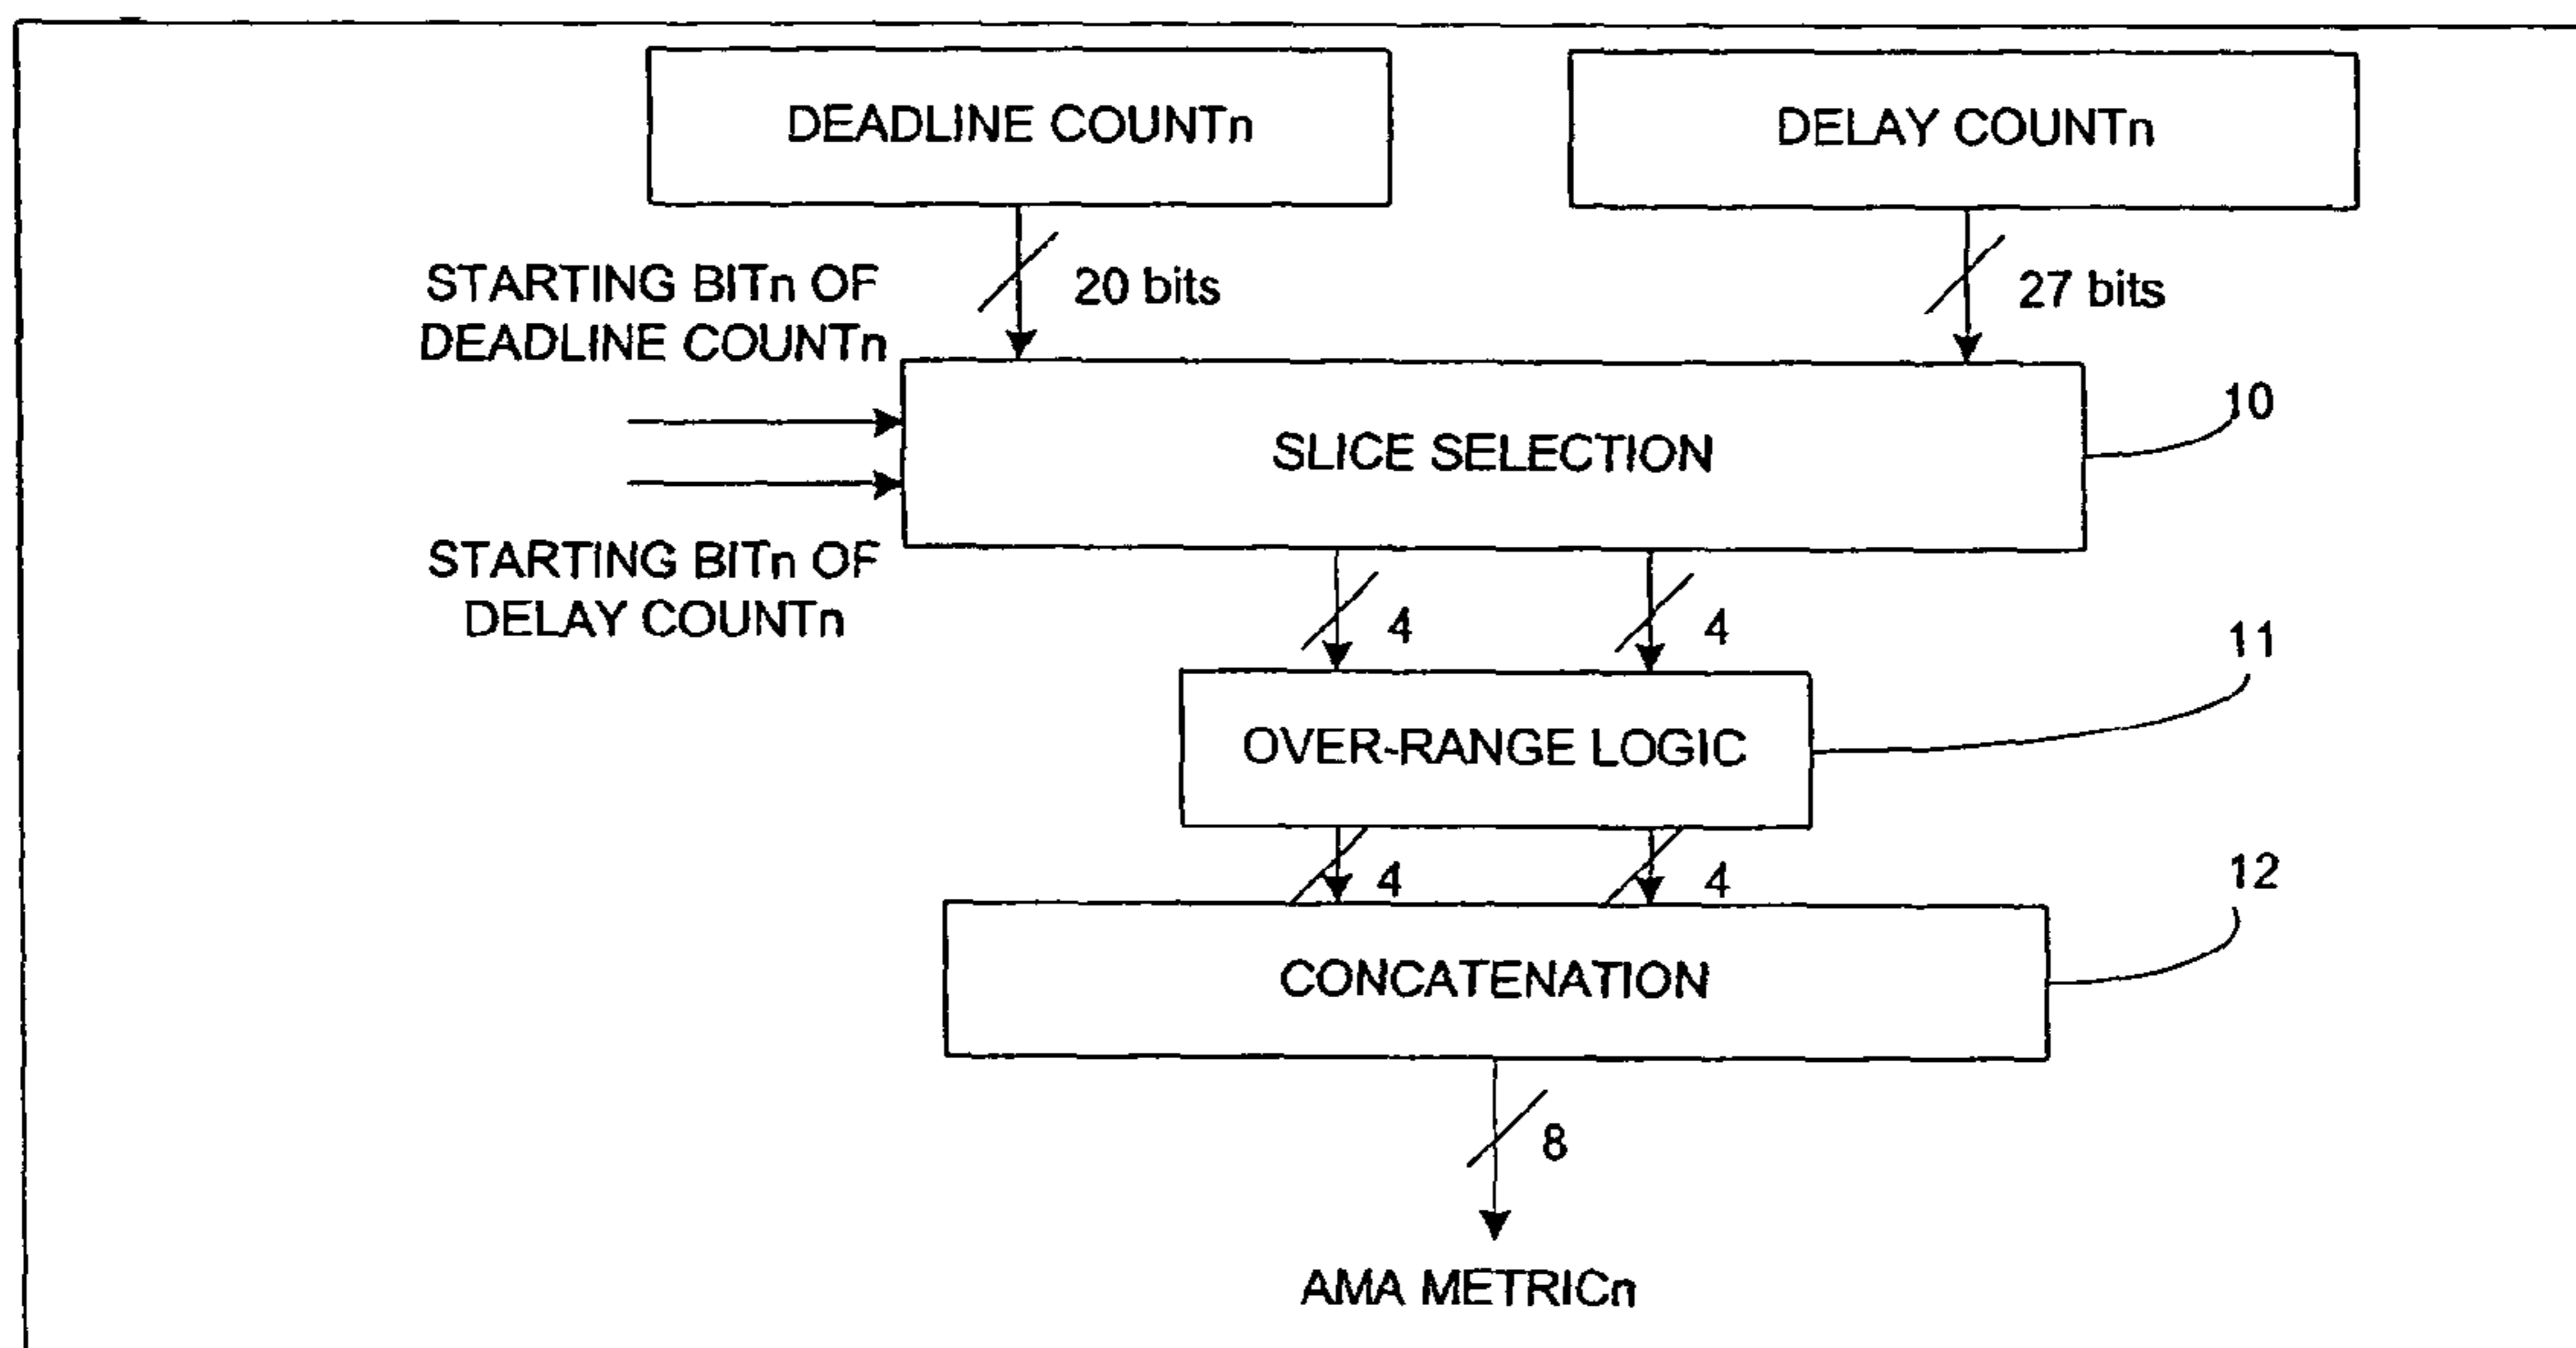 DEADLINE COUNTn
DELAY COUNTn
20 bits
27 bits
STARTING BITn OF
DEADLINE COUNTn
SLICE SELECTION
10
STARTING BITn OF
DELAY COUNTn
4
4
11
OVER-RANGE LOGIC
4
4
12
CONCATENATION
8
AMA METRICn